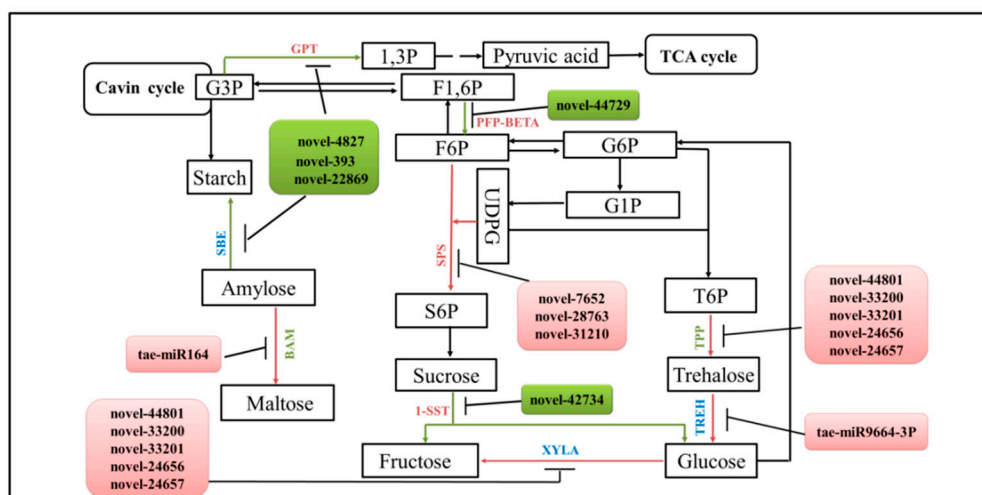 GPT
1,3P
Pyruvic acid
TCA cycle
Cavin cycle
G3P
F1,6P
novel-44729
PFP-BETA
novel-4827
novel-393
novel-22869
F6P
G6P
Starch
UDPG
G1P
SBE
SPS
Amylose
novel-7652
novel-28763
novel-31210
S6P
T6P
novel-44801
novel-33200
novel-33201
novel-24656
novel-24657
TPP
tae-miR164
BAM
Sucrose
Trehalose
Maltose
1-SST
novel-42734
TREH
tae-miR9664-3P
novel-44801
novel-33200
novel-33201
novel-24656
novel-24657
XYLA
Fructose
Glucose